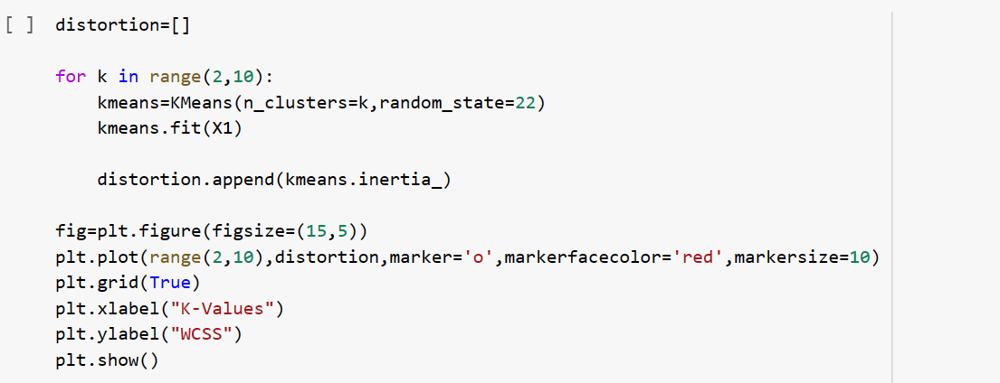 [ ] distortion=[]
for k in range(2,10):
    kmeans=KMeans(n_clusters=k,random_state=22)
    kmeans.fit(X1)
    distortion.append(kmeans.inertia_)
fig=plt.figure(figsize=(15,5))
plt.plot(range(2,10),distortion,marker='o',markerfacecolor='red',markersize=10)
plt.grid(True)
plt.xlabel("K-Values")
plt.ylabel("WCSS")
plt.show()